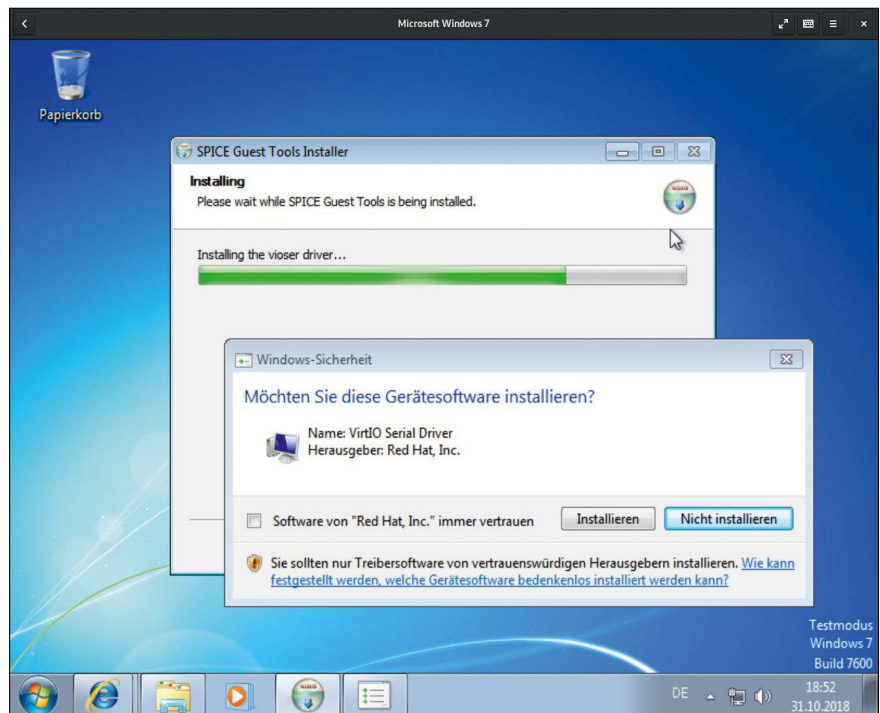 Microsoft Windows 7
Papierkorb
SPICE Guest Tools Installer
Installing
Please wait while SPICE Guest Tools is being installed.
Installing the vioser driver...
Windows-Sicherheit
Möchten Sie diese Gerätesoftware installieren?
Name: VirtIO Serial Driver
Herausgeber: Red Hat, Inc.
Software von "Red Hat, Inc." immer vertrauen
Installieren
Nicht installieren
Sie sollten nur Treibersoftware von vertrauenswürdigen Herausgebern installieren. Wie kann
festgestellt werden, welche Gerätesoftware bedenkenlos installiert werden kann?
Testmodus
Windows 7
Build 7600
DE
18:52
31.10.2018